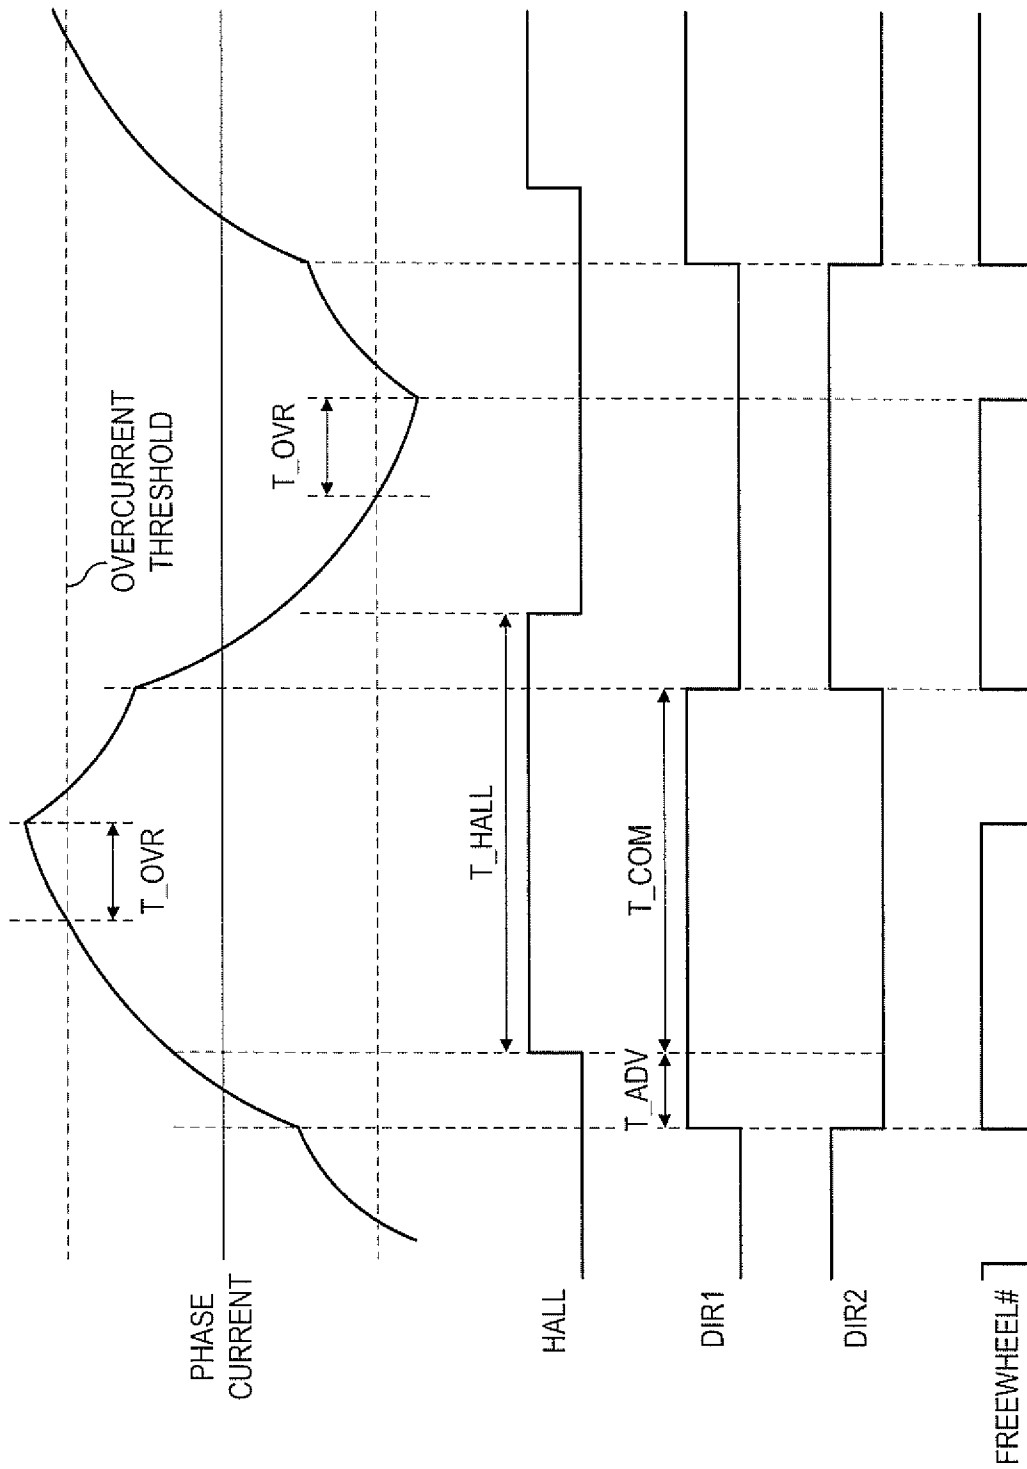 OVERCURRENT
THRESHOLD
T_OVR
T_OVR
PHASE
CURRENT
T_HALL
HALL
T_ADV
T_COM
DIR1
DIR2
FREEWHEEL#